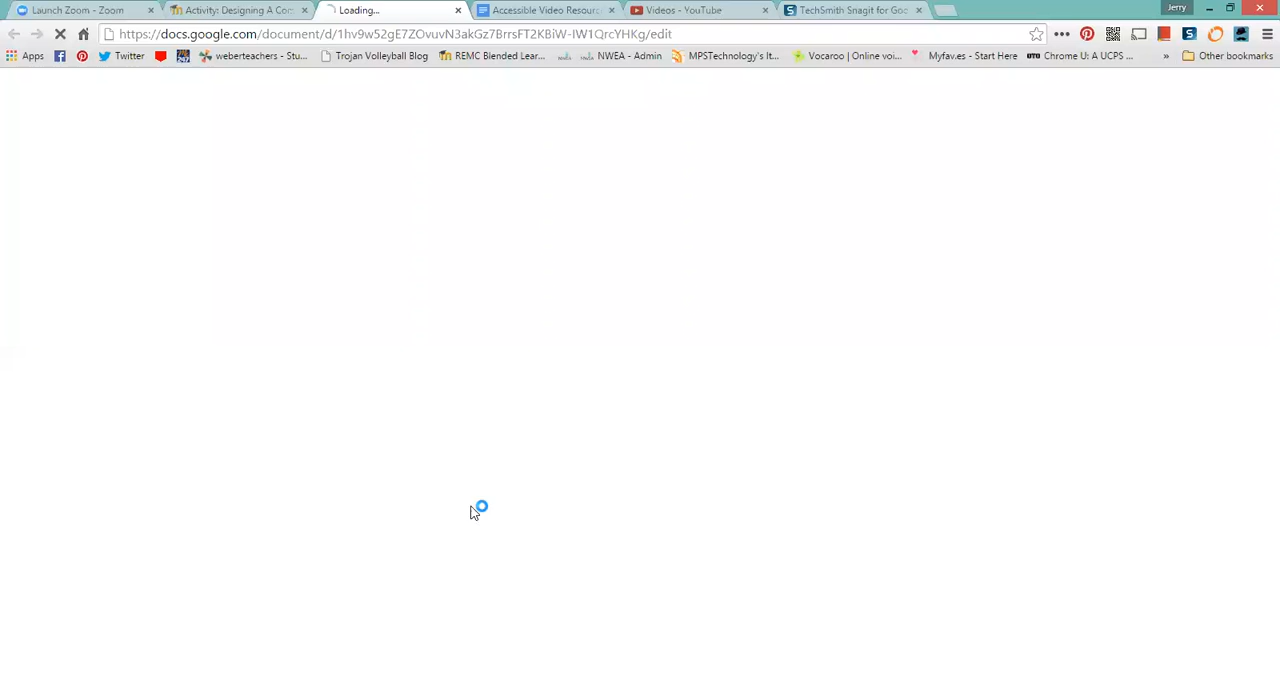 Launch Zoom - Zoom
Activity: Designing A Com
Loading...
Accessible Video Resourc
Videos - YouTube
TechSmith Snagit for Goo
Jerry
https://docs.google.com/document/d/1hv9w52gE7ZOvuvN3akGz7BrrsFT2KBiW-IW1QrcYHKg/edit
Apps
Twitter
weberteachers - Stu...
Trojan Volleyball Blog
REMC Blended Lear...
NWEA - Admin
MPSTechnology's It...
Vocaroo | Online voi...
Myfav.es - Start Here
Chrome U: A UCPS ...
»
Other bookmarks